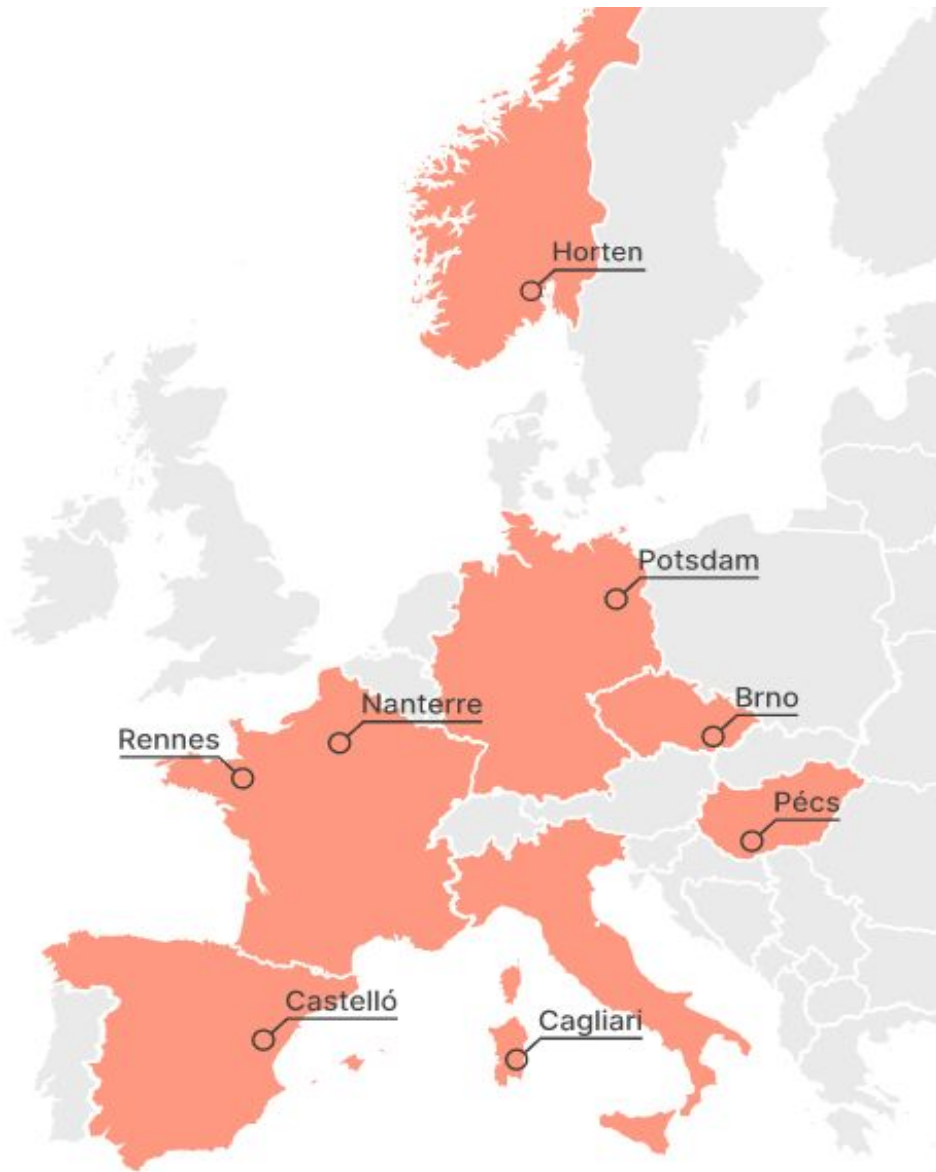 Horten
Potsdam
Nanterre
Brno
Rennes
Pécs
Castelló
Cagliari